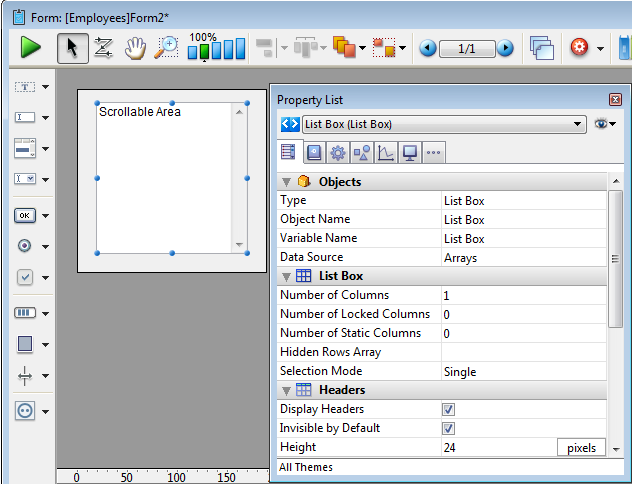 Form: [Employees]Form2*
100%
1/1
Scrollable Area
OK
0 50 100 150
Property List
List Box (List Box)
Objects
Type List Box
Object Name List Box
Variable Name List Box
Data Source Arrays
List Box
Number of Columns 1
Number of Locked Columns 0
Number of Static Columns 0
Hidden Rows Array
Selection Mode Single
Headers
Display Headers
Invisible by Default
Height 24 pixels
All Themes